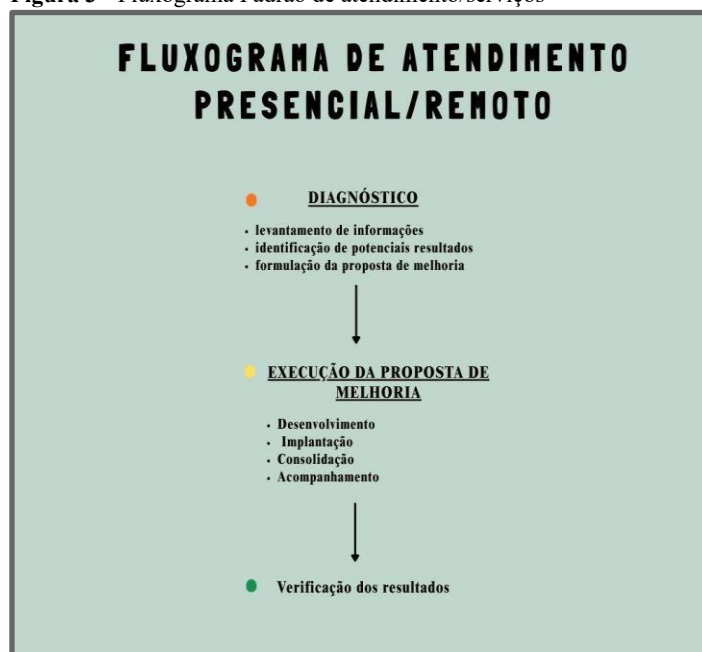 Figura 3 - Fluxograma Padrão de atendimento/serviços
FLUXOGRAMA DE ATENDIMENTO
PRESENCIAL/REMOTO
DIAGNÓSTICO
• levantamento de informações
• identificação de potenciais resultados
• formulação da proposta de melhoria
EXECUÇÃO DA PROPOSTA DE
MELHORIA
• Desenvolvimento
• Implantação
• Consolidação
• Acompanhamento
Verificação dos resultados